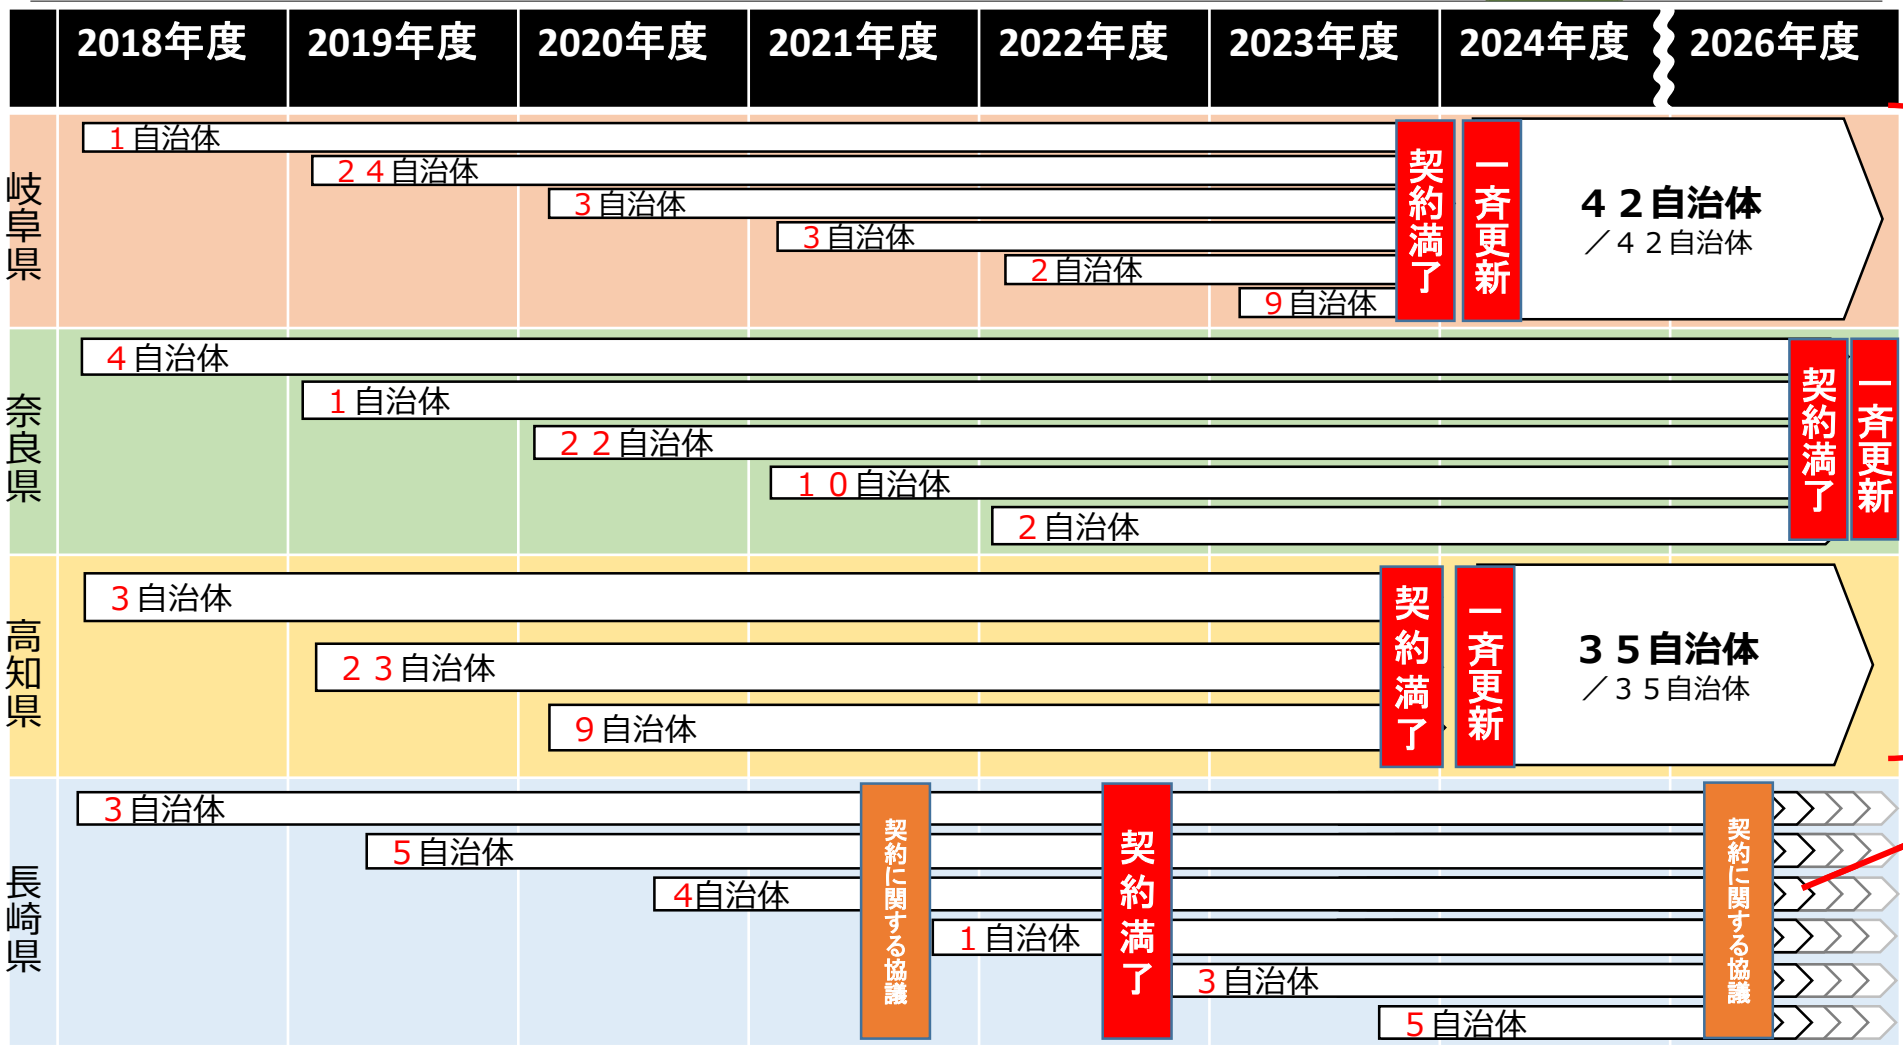 2018年度
2019年度
2020年度
2021年度
2022年度
2023年度
2024年度
2026年度
岐阜県
1自治体
２４自治体
3自治体
3自治体
2自治体
9自治体
契約満了
一斉更新
４２自治体
／４２自治体
奈良県
4自治体
1自治体
２２自治体
１０自治体
2自治体
契約満了
一斉更新
高知県
3自治体
２３自治体
9自治体
契約満了
一斉更新
３５自治体
／３５自治体
長崎県
3自治体
5自治体
4自治体
1自治体
3自治体
5自治体
契約に関する協議
契約満了
契約に関する協議